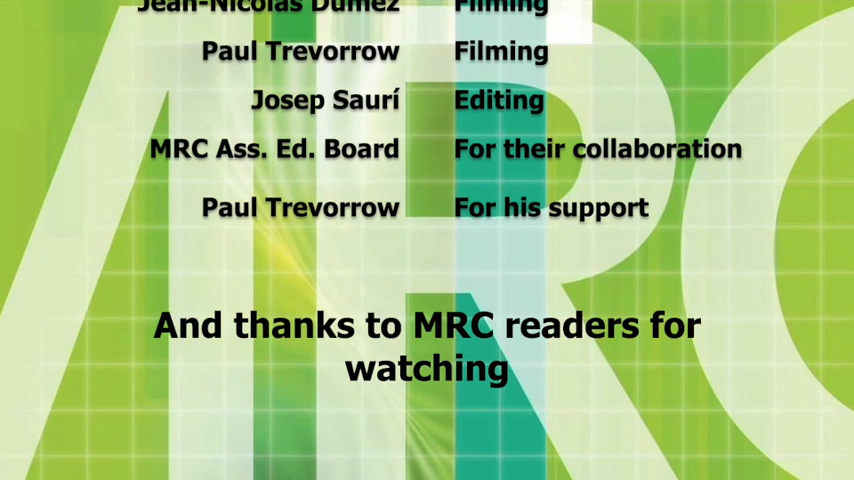 Jean-Nicolas Dumez Filming
Paul Trevorrow Filming
Josep Saurí Editing
MRC Ass. Ed. Board For their collaboration
Paul Trevorrow For his support
And thanks to MRC readers for
watching
MRC